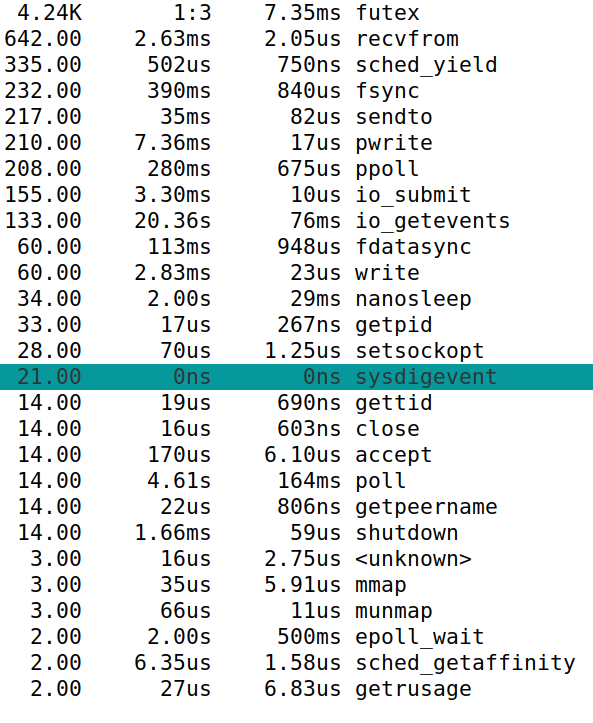 4.24K 1:3 7.35ms futex
642.00 2.63ms 2.05us recvfrom
335.00 502us 750ns sched_yield
232.00 390ms 840us fsync
217.00 35ms 82us sendto
210.00 7.36ms 17us pwrite
208.00 280ms 675us ppoll
155.00 3.30ms 10us io_submit
133.00 20.36s 76ms io_getevents
60.00 113ms 948us fdatasync
60.00 2.83ms 23us write
34.00 2.00s 29ms nanosleep
33.00 17us 267ns getpid
28.00 70us 1.25us setsockopt
21.00 0ns 0ns sysdigevent
14.00 19us 690ns gettid
14.00 16us 603ns close
14.00 170us 6.10us accept
14.00 4.61s 164ms poll
14.00 22us 806ns getpeername
14.00 1.66ms 59us shutdown
3.00 16us 2.75us <unknown>
3.00 35us 5.91us mmap
3.00 66us 11us munmap
2.00 2.00s 500ms epoll_wait
2.00 6.35us 1.58us sched_getaffinity
2.00 27us 6.83us getrusage